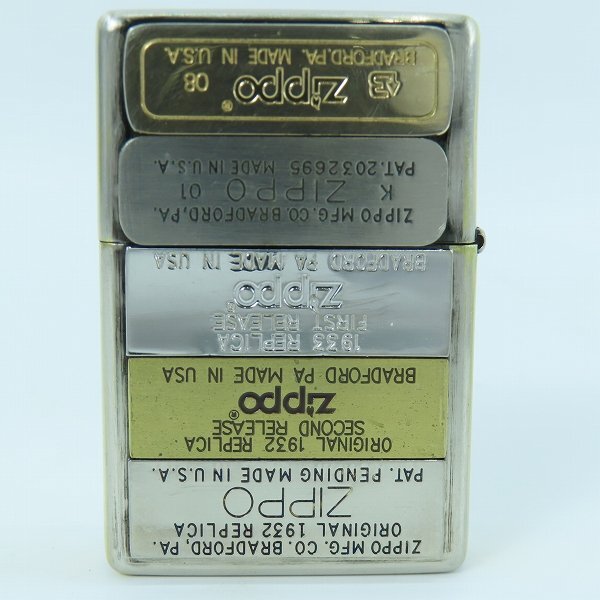 ZIPPO MFG. CO. BRADFORD, PA.
ORIGINAL 1932 REPLICA
ZIPPO
PAT. PENDING MADE IN U.S.A.
ORIGINAL 1932 REPLICA
SECOND RELEASE
zippo®
BRADFORD PA MADE IN USA
1933 REPLICA
FIRST RELEASE
zippo®
BRADFORD PA MADE IN USA
ZIPPO MFG. CO. BRADFORD, PA.
K ZIPPO 01
PAT. 2032695 MADE IN U.S.A.
Zippo® 08
BRADFORD, PA. MADE IN U.S.A.